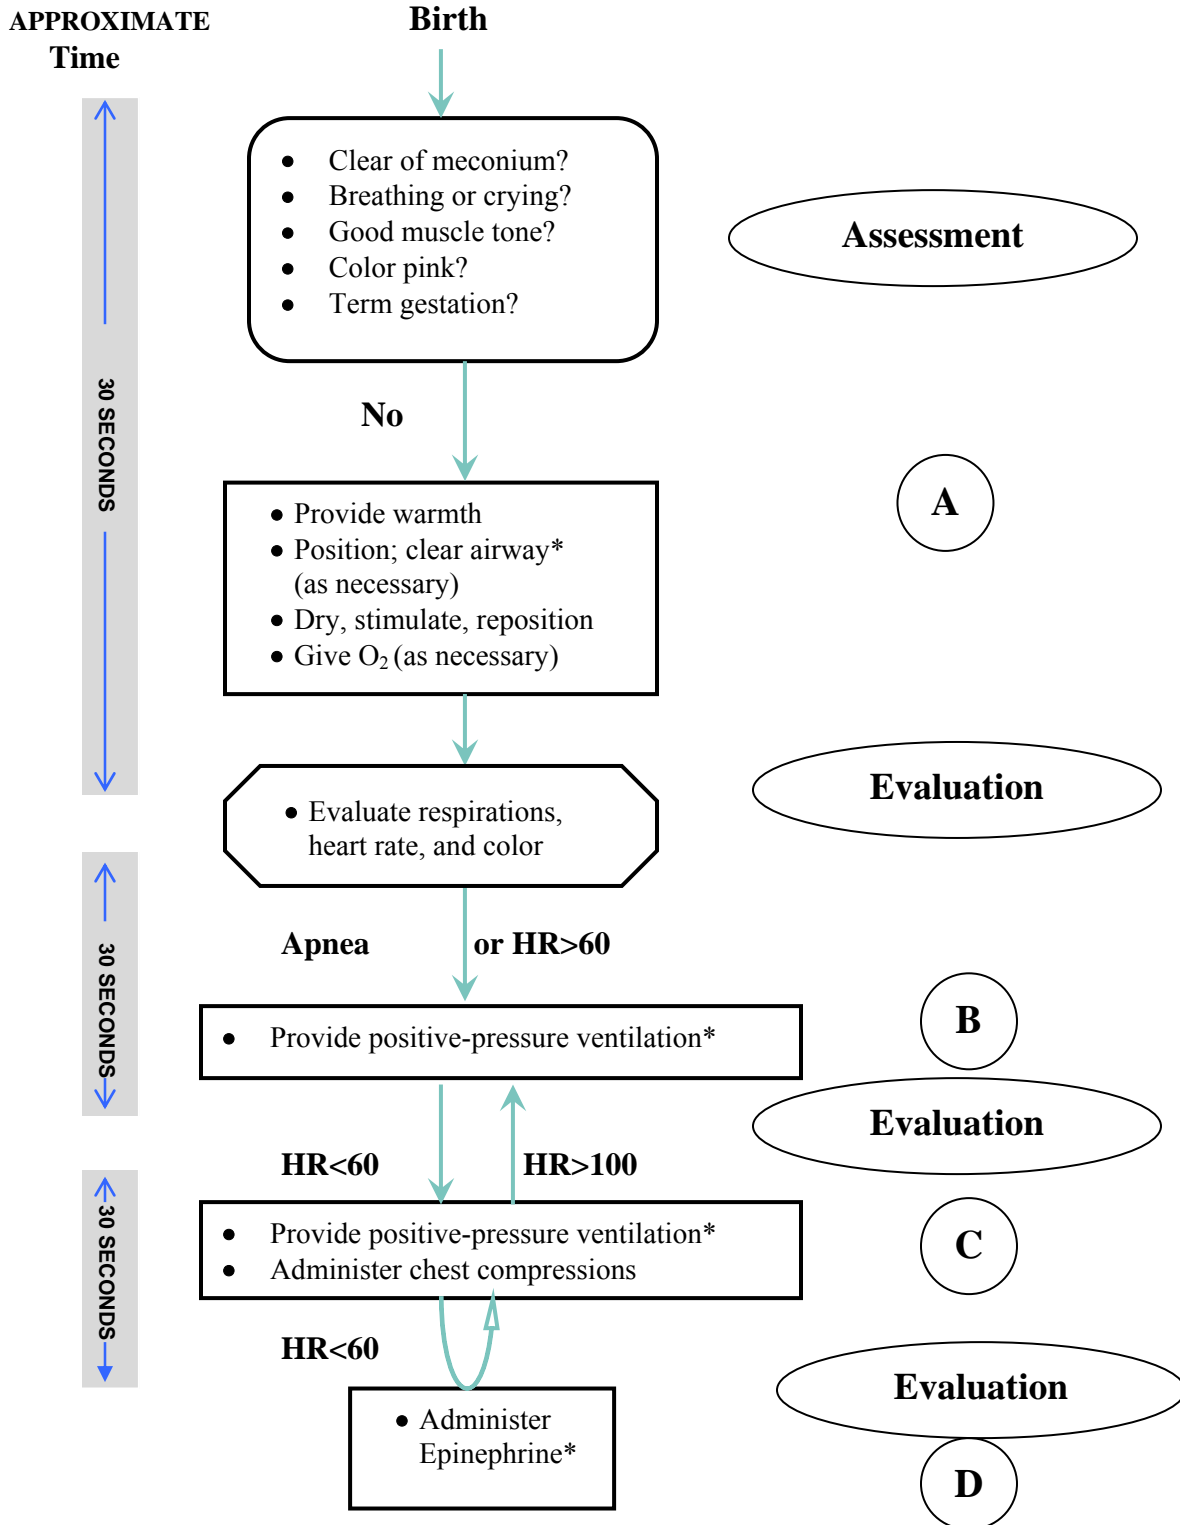 APPROXIMATE
Time
Birth
● Clear of meconium?
● Breathing or crying?
● Good muscle tone?
● Color pink?
● Term gestation?
Assessment
30 SECONDS
No
● Provide warmth
● Position; clear airway*
(as necessary)
● Dry, stimulate, reposition
● Give O₂ (as necessary)
A
● Evaluate respirations,
heart rate, and color
Evaluation
30 SECONDS
Apnea or HR>60
● Provide positive-pressure ventilation*
B
Evaluation
HR<60 HR>100
30 SECONDS
● Provide positive-pressure ventilation*
● Administer chest compressions
C
HR<60
Evaluation
● Administer
Epinephrine*
D